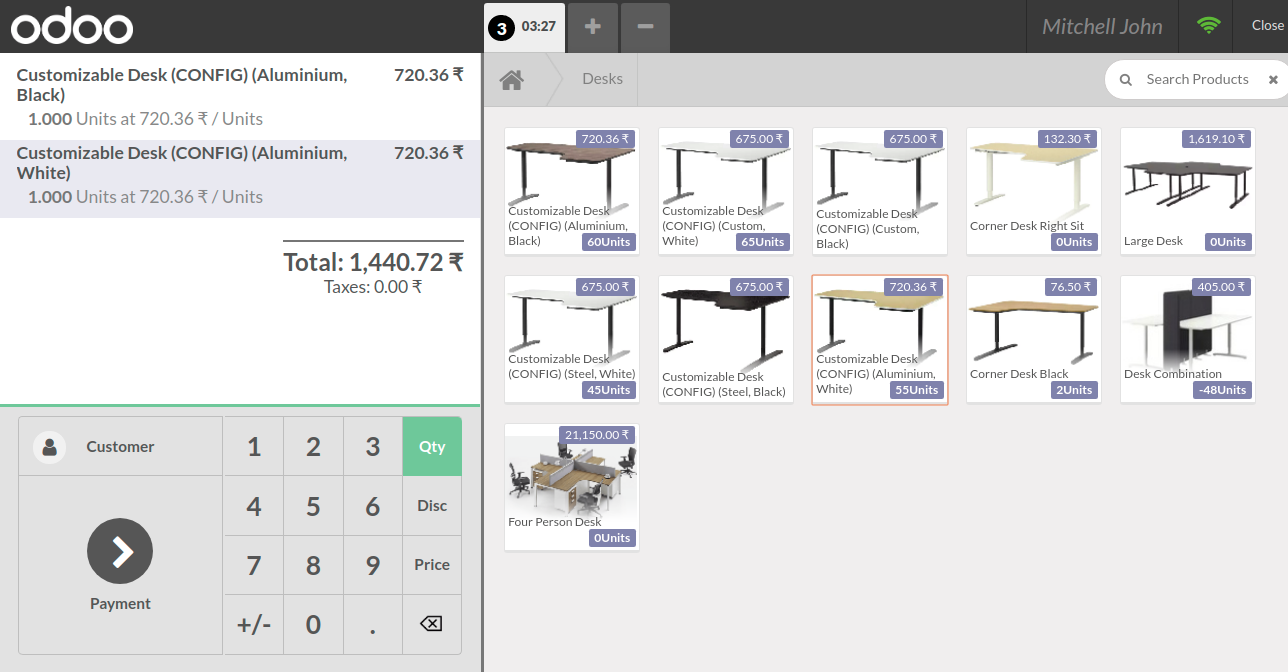 odoo
3 03:27
+
−
Mitchell John
Close
Desks
Search Products
Customizable Desk (CONFIG) (Aluminium, Black) 720.36 ₹
1.000 Units at 720.36 ₹ / Units
Customizable Desk (CONFIG) (Aluminium, White) 720.36 ₹
1.000 Units at 720.36 ₹ / Units
Total: 1,440.72 ₹
Taxes: 0.00 ₹
Customer
Payment
1 2 3 Qty
4 5 6 Disc
7 8 9 Price
+/- 0 .
720.36 ₹
Customizable Desk
(CONFIG) (Aluminium,
Black)
60Units
675.00 ₹
Customizable Desk
(CONFIG) (Custom,
White)
65Units
675.00 ₹
Customizable Desk
(CONFIG) (Custom,
Black)
132.30 ₹
Corner Desk Right Sit
0Units
1,619.10 ₹
Large Desk
0Units
675.00 ₹
Customizable Desk
(CONFIG) (Steel, White)
45Units
675.00 ₹
Customizable Desk
(CONFIG) (Steel, Black)
720.36 ₹
Customizable Desk
(CONFIG) (Aluminium,
White)
55Units
76.50 ₹
Corner Desk Black
2Units
405.00 ₹
Desk Combination
-48Units
21,150.00 ₹
Four Person Desk
0Units